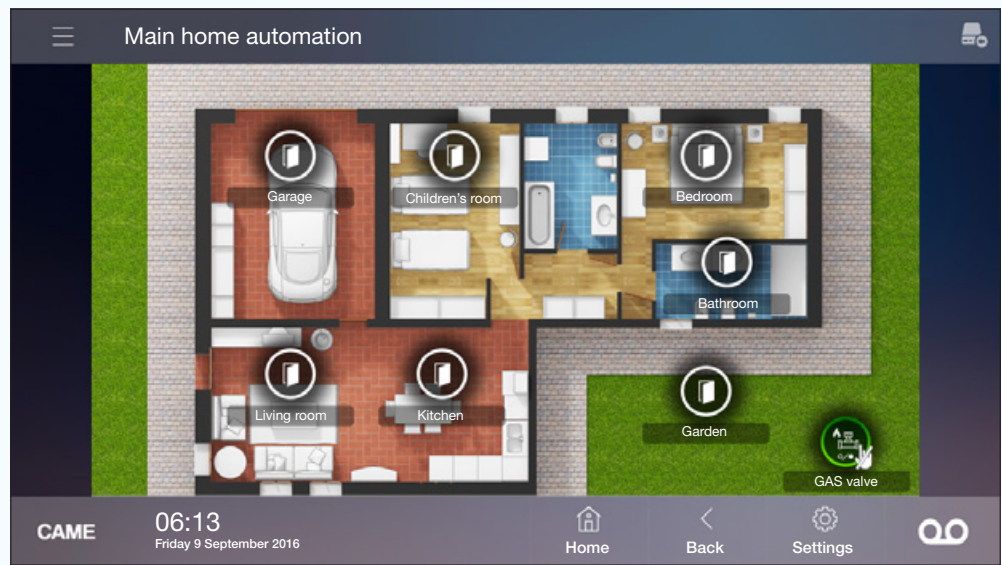 Main home automation
Garage
Children's room
Bedroom
Bathroom
Living room
Kitchen
Garden
GAS valve
CAME
06:13
Friday 9 September 2016
Home
Back
Settings